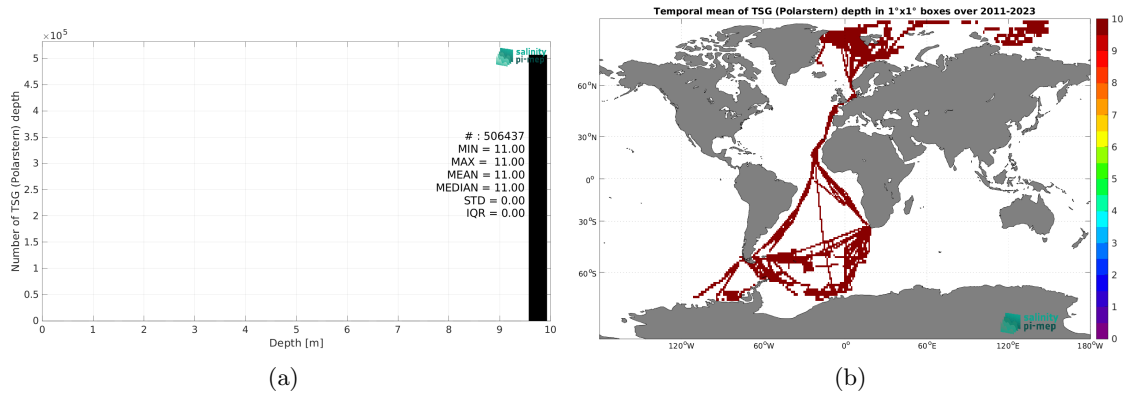 ×10⁵
salinity
pi-mep
5
4.5
4
3.5
3
2.5
2
1.5
1
0.5
0
Number of TSG (Polarstern) depth
# : 506437
MIN = 11.00
MAX = 11.00
MEAN = 11.00
MEDIAN = 11.00
STD = 0.00
IQR = 0.00
0 1 2 3 4 5 6 7 8 9 10
Depth [m]
(a)
Temporal mean of TSG (Polarstern) depth in 1°x1° boxes over 2011-2023
60°N
30°N
0°
30°S
60°S
120°W 60°W 0° 60°E 120°E 180°W
salinity
pi-mep
10
9
8
7
6
5
4
3
2
1
0
(b)